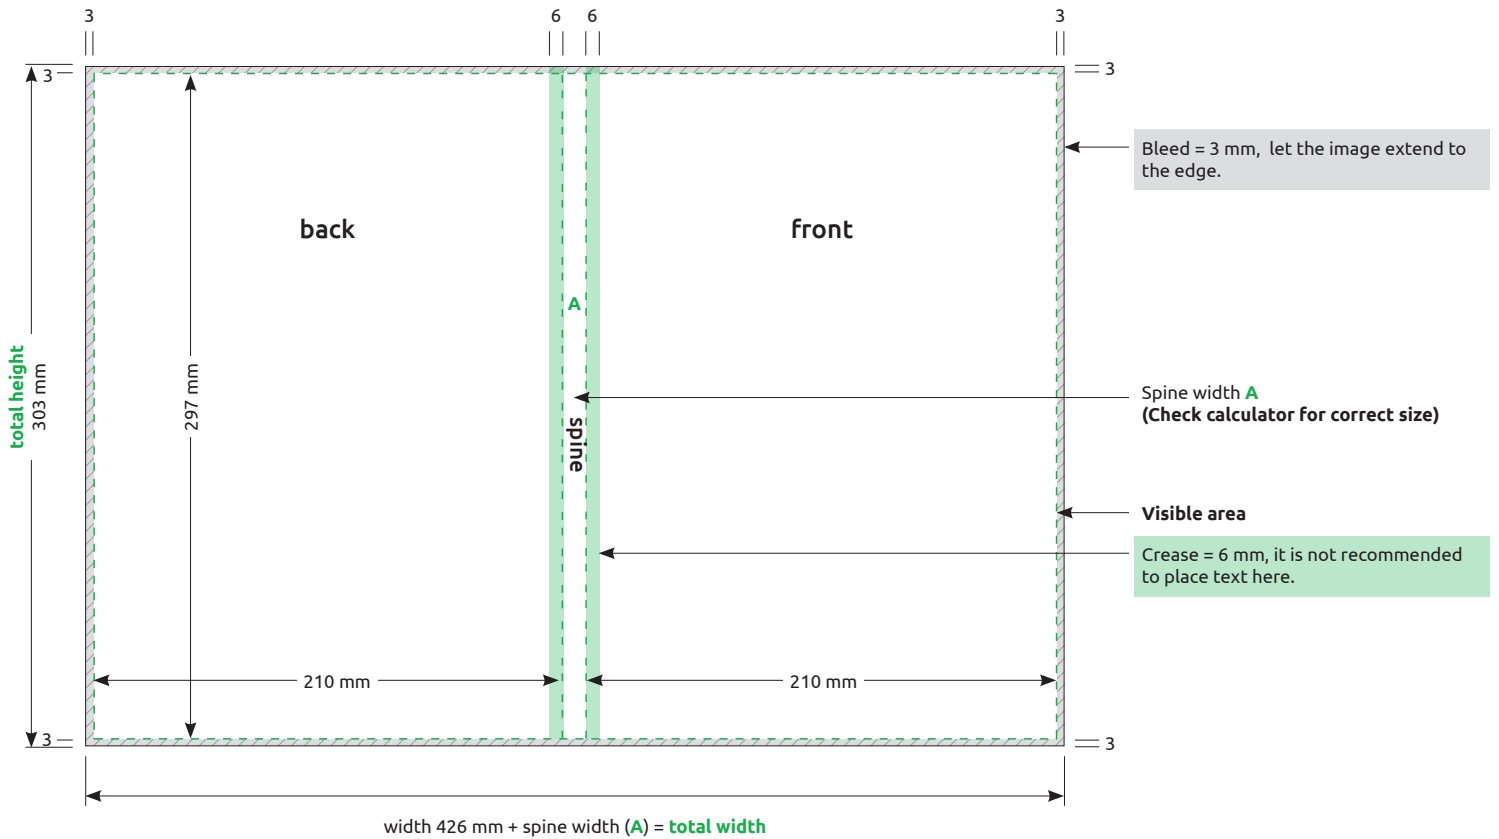 3
6
6
3
3
3
back
front
Bleed = 3 mm,  let the image extend to
the edge.
A
total height
303 mm
297 mm
spine
Spine width A
(Check calculator for correct size)
Visible area
Crease = 6 mm, it is not recommended
to place text here.
210 mm
210 mm
3
3
width 426 mm + spine width (A) = total width